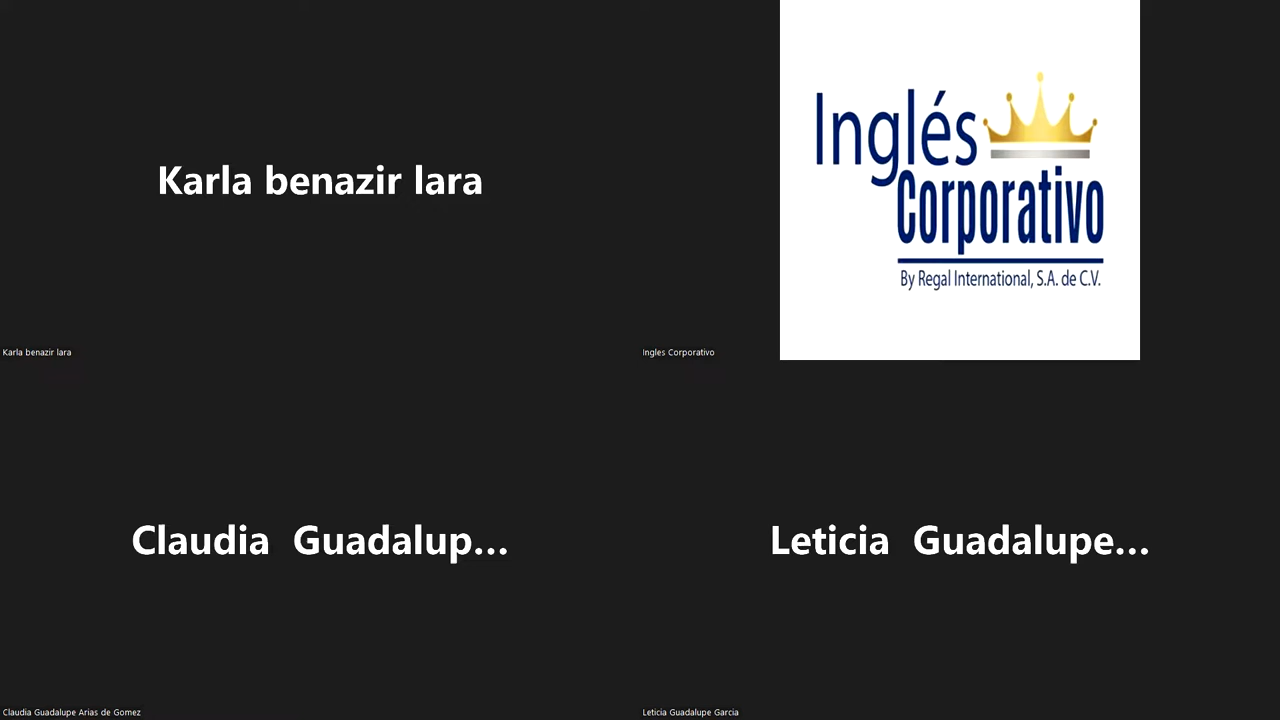 Karla benazir lara
Karla benazir lara
Inglés
Corporativo
By Regal International, S.A. de C.V.
Ingles Corporativo
Claudia  Guadalup...
Claudia Guadalupe Arias de Gomez
Leticia  Guadalupe...
Leticia Guadalupe Garcia